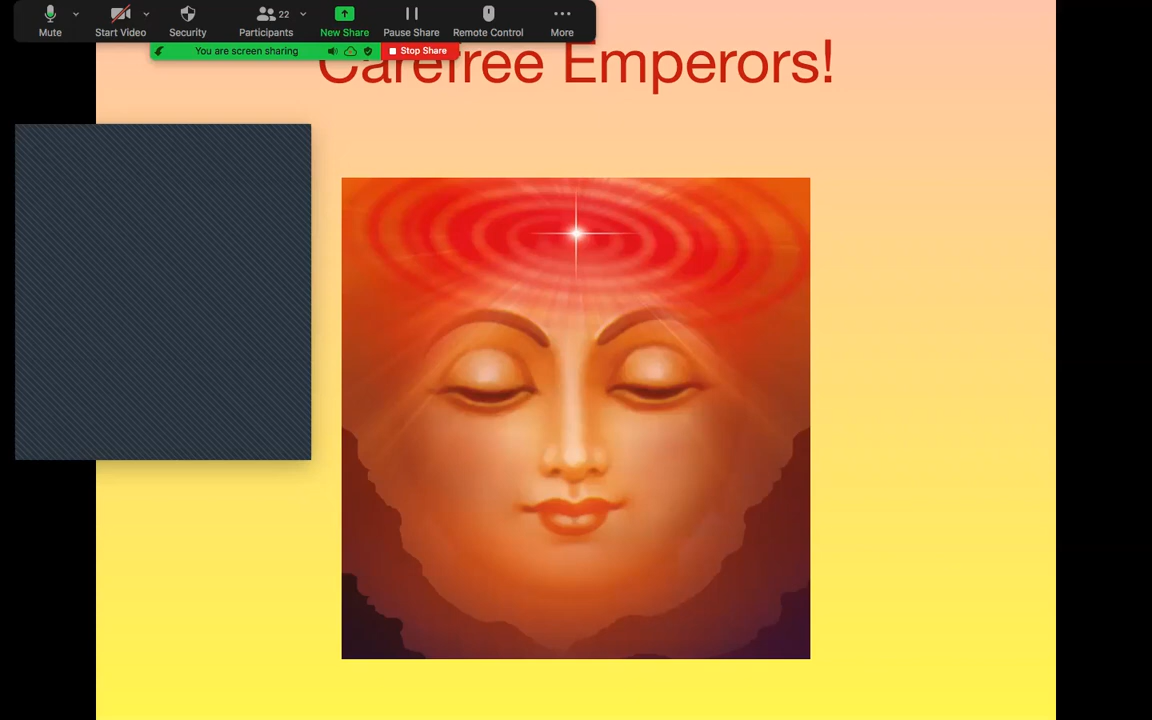 22
Mute
Start Video
Security
Participants
New Share
Pause Share
Remote Control
More
You are screen sharing
Stop Share
Carefree Emperors!